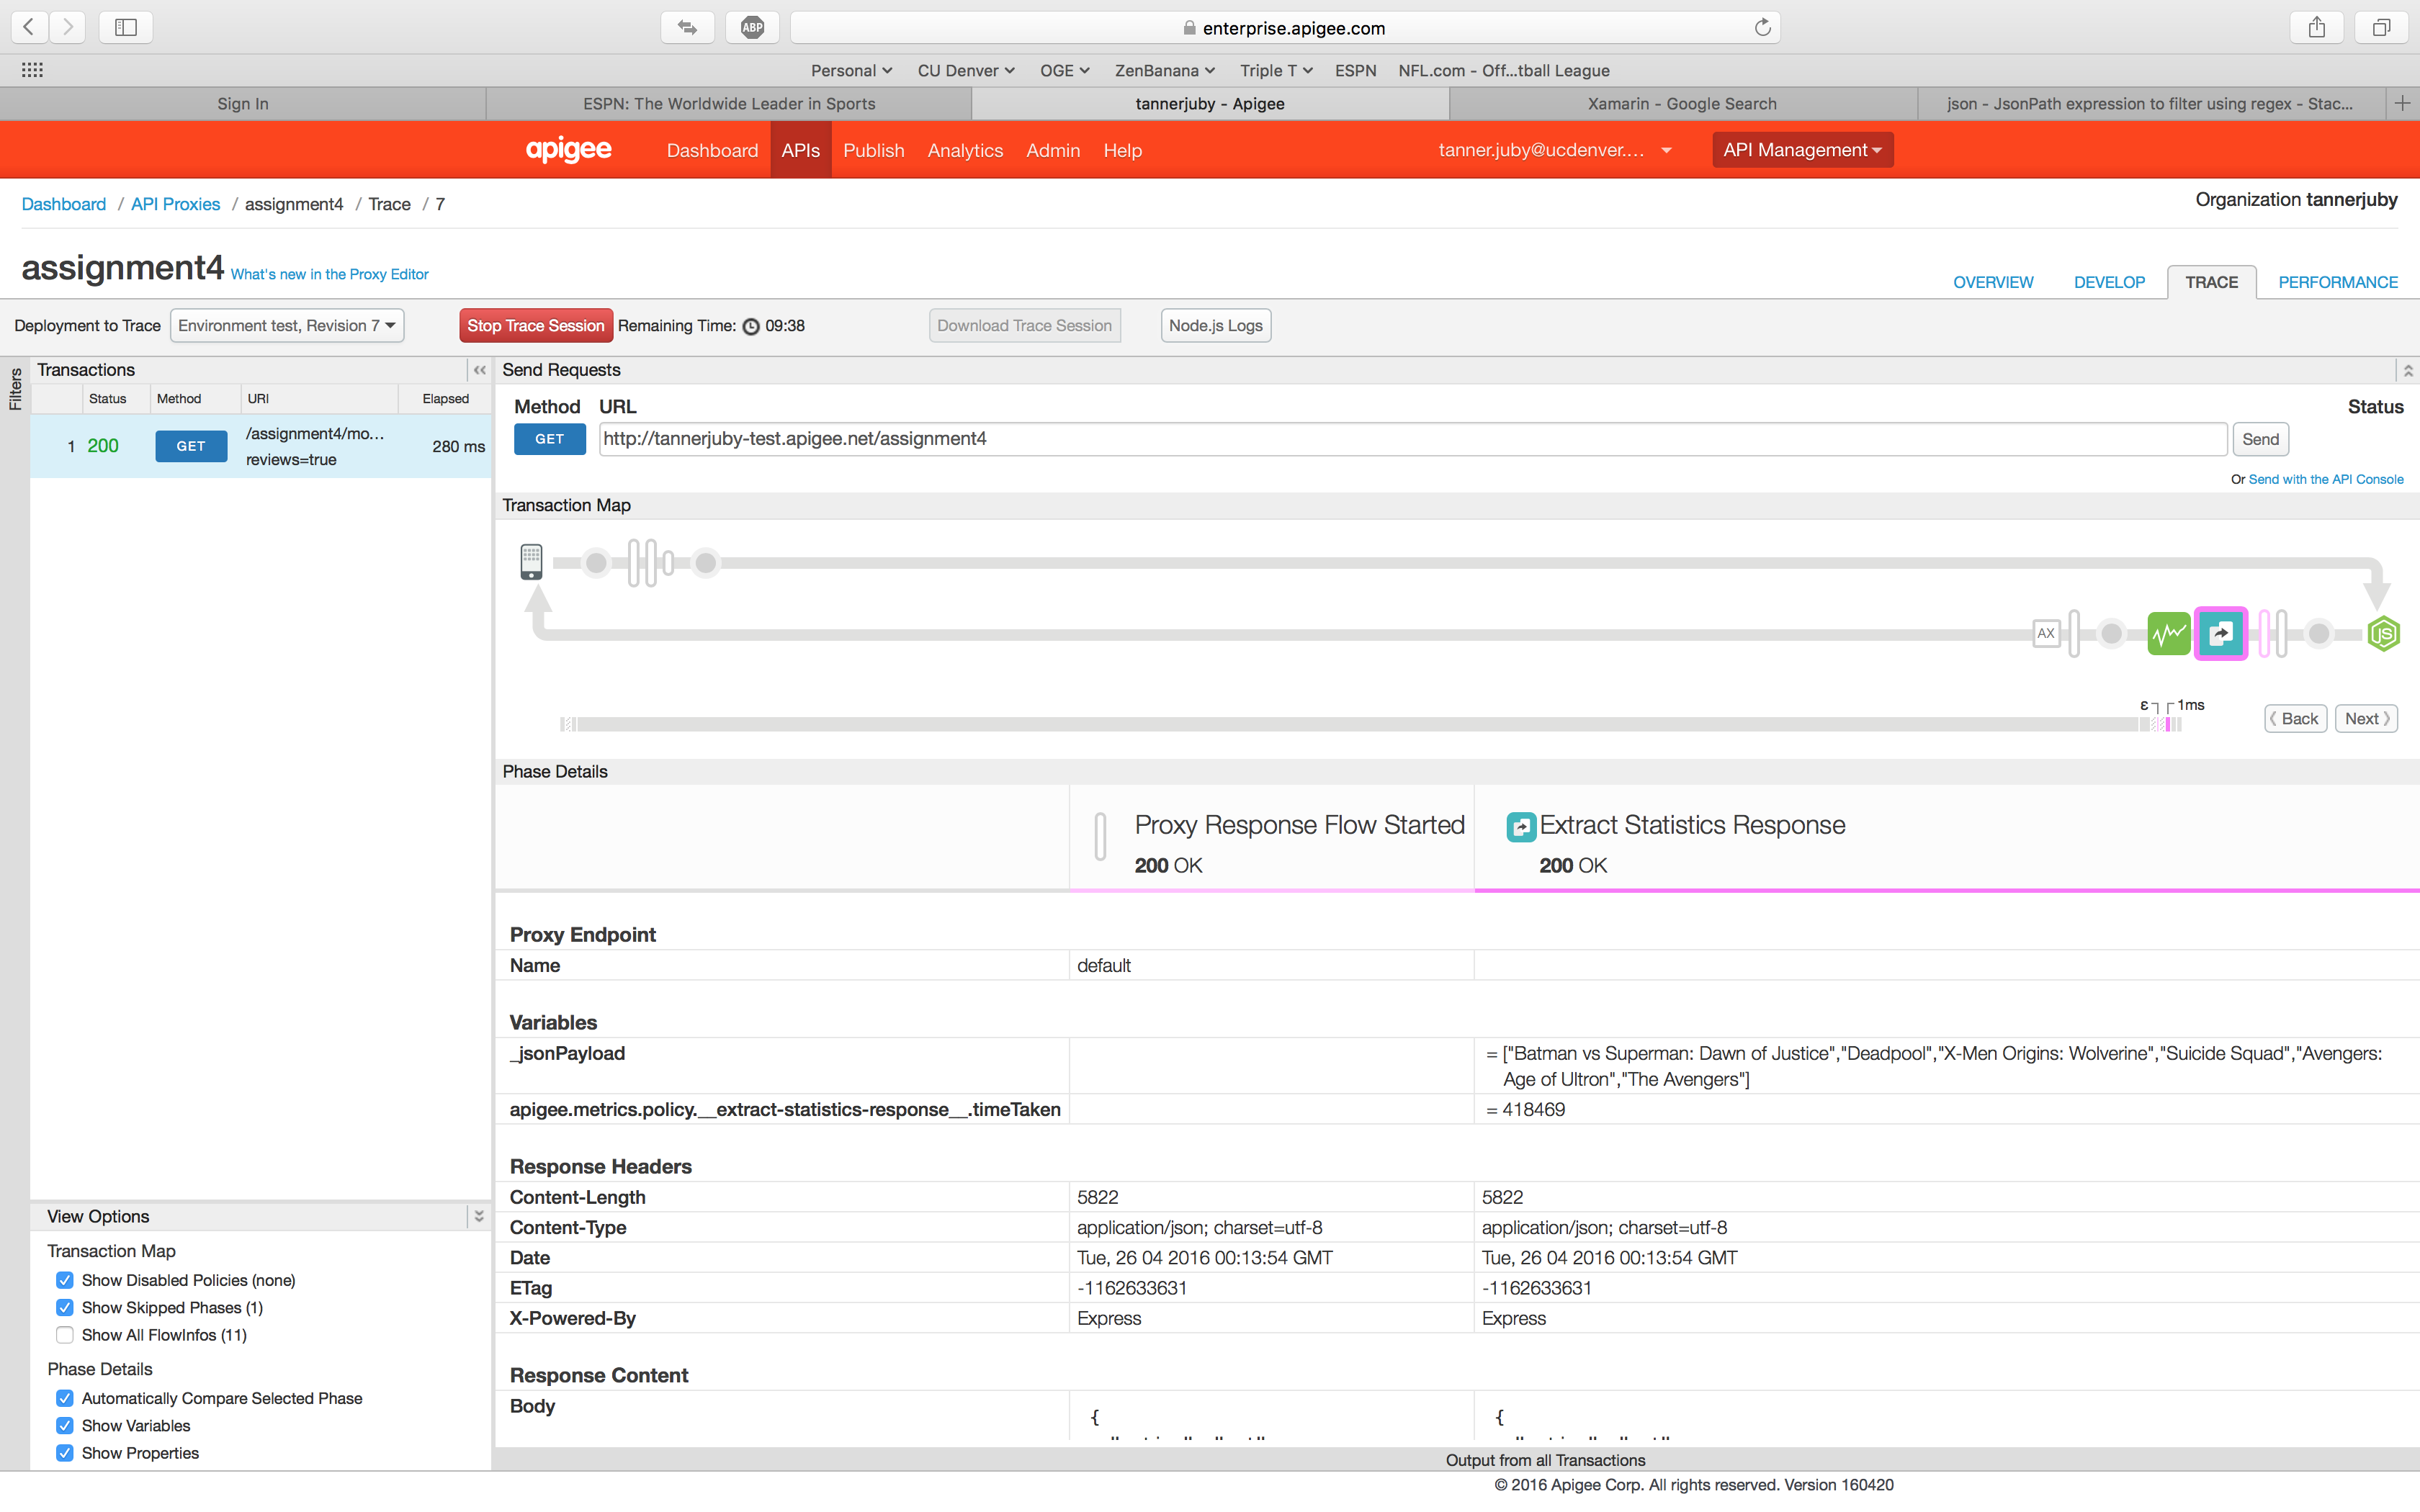 ABP
enterprise.apigee.com
Personal CU Denver OGE ZenBanana Triple T ESPN NFL.com - Off...tball League
Sign In ESPN: The Worldwide Leader in Sports tannerjuby - Apigee Xamarin - Google Search json - JsonPath expression to filter using regex - Stac... +
apigee Dashboard APIs Publish Analytics Admin Help tanner.juby@ucdenver.... API Management
Dashboard / API Proxies / assignment4 / Trace / 7 Organization tannerjuby
assignment4 What's new in the Proxy Editor OVERVIEW DEVELOP TRACE PERFORMANCE
Deployment to Trace Environment test, Revision 7 Stop Trace Session Remaining Time: 09:38 Download Trace Session Node.js Logs
Filters
Transactions « Send Requests
Status Method URI Elapsed
Method URL Status
1 200 GET /assignment4/mo... 280 ms
reviews=true
GET http://tannerjuby-test.apigee.net/assignment4 Send
Or Send with the API Console
Transaction Map
AX JS
ε 1ms
Back Next
Phase Details
Proxy Response Flow Started Extract Statistics Response
200 OK 200 OK
Proxy Endpoint
Name default
Variables
_jsonPayload = ["Batman vs Superman: Dawn of Justice","Deadpool","X-Men Origins: Wolverine","Suicide Squad","Avengers:
Age of Ultron","The Avengers"]
apigee.metrics.policy.__extract-statistics-response__.timeTaken = 418469
Response Headers
Content-Length 5822 5822
Content-Type application/json; charset=utf-8 application/json; charset=utf-8
Date Tue, 26 04 2016 00:13:54 GMT Tue, 26 04 2016 00:13:54 GMT
ETag -1162633631 -1162633631
X-Powered-By Express Express
Response Content
Body { {
View Options
Transaction Map
Show Disabled Policies (none)
Show Skipped Phases (1)
Show All FlowInfos (11)
Phase Details
Automatically Compare Selected Phase
Show Variables
Show Properties
Output from all Transactions
© 2016 Apigee Corp. All rights reserved. Version 160420